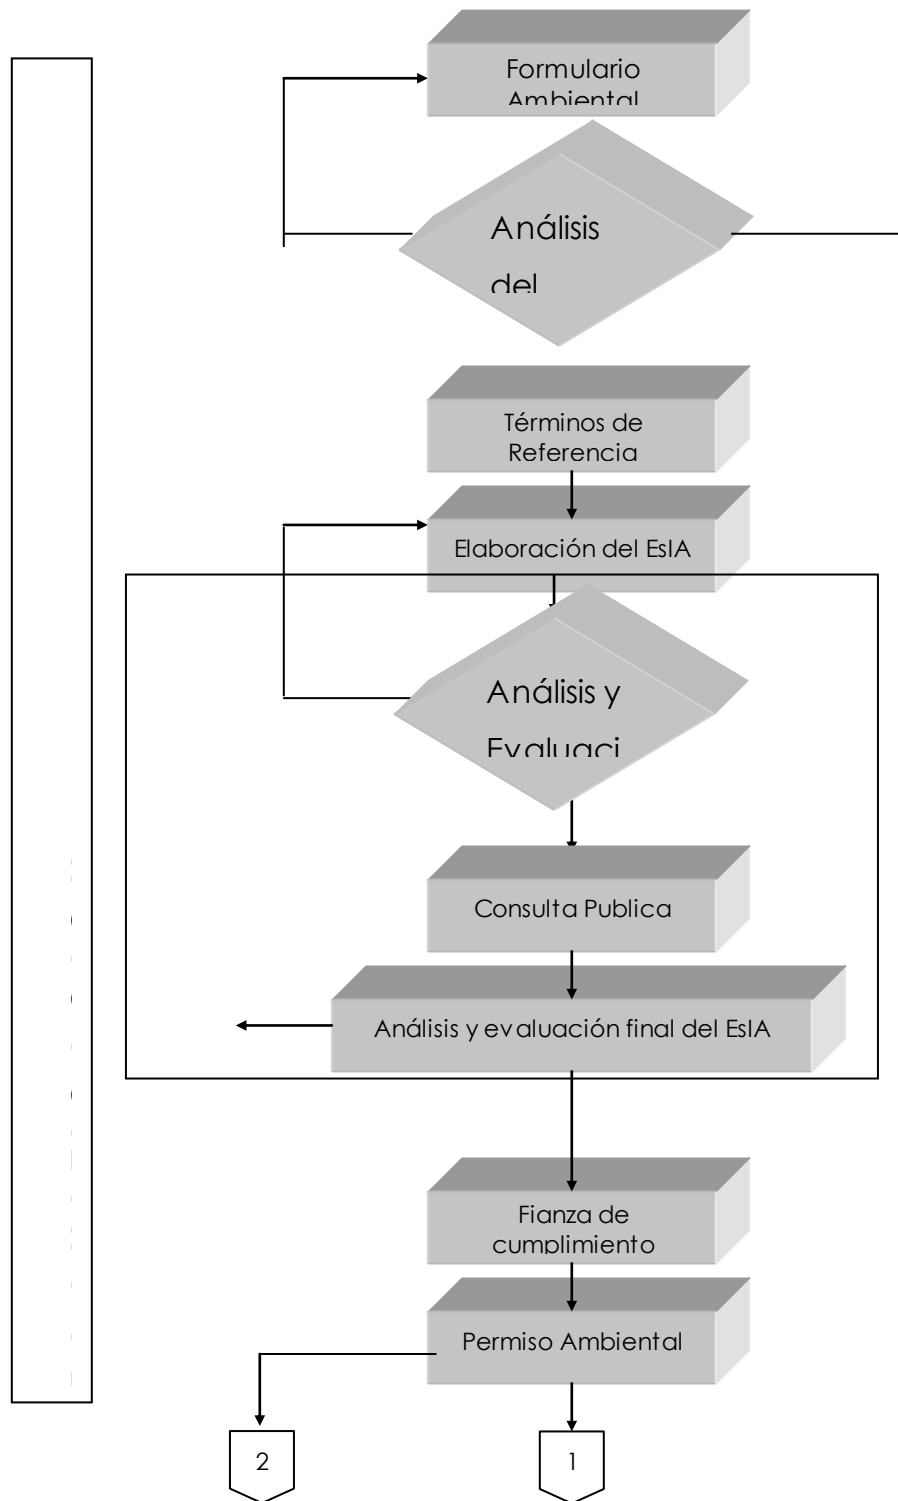 Formulario
Ambiental
Análisis
del
Términos de
Referencia
Elaboración del EsIA
Análisis y
Evaluaci
Consulta Publica
Análisis y evaluación final del EsIA
Fianza de
cumplimiento
Permiso Ambiental
2
1